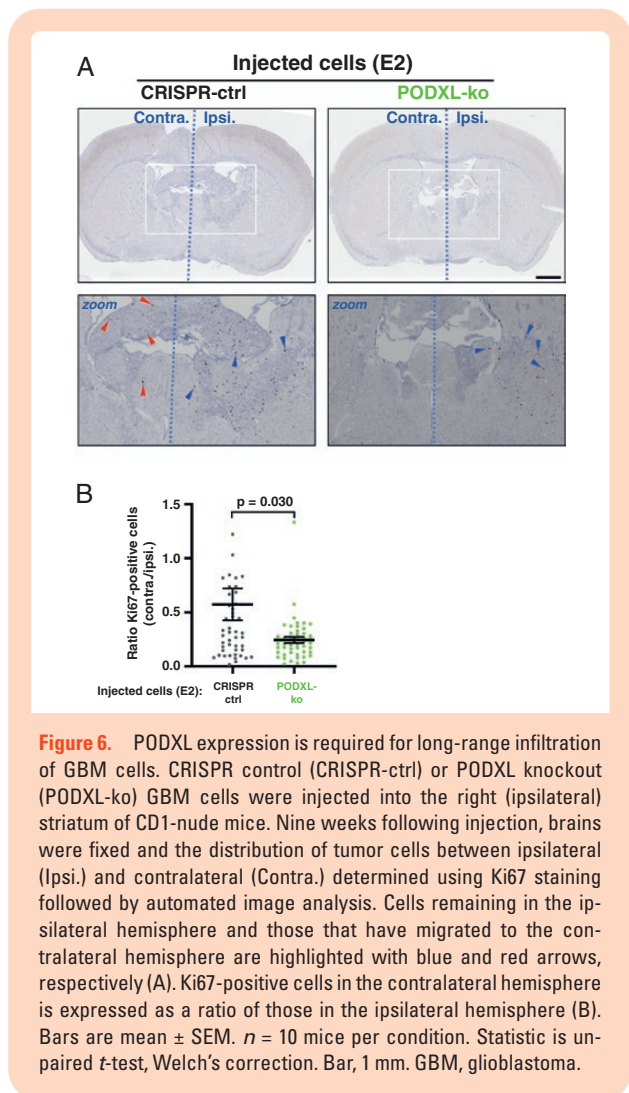 A
Injected cells (E2)
CRISPR-ctrl
PODXL-ko
Contra. Ipsi.
Contra. Ipsi.
zoom
zoom
B
Ratio Ki67-positive cells
(contra./ipsi.)
1.5
1.0
0.5
0.0
p = 0.030
Injected cells (E2):
CRISPR
ctrl
PODXL-
ko
Figure 6. PODXL expression is required for long-range infiltration
of GBM cells. CRISPR control (CRISPR-ctrl) or PODXL knockout
(PODXL-ko) GBM cells were injected into the right (ipsilateral)
striatum of CD1-nude mice. Nine weeks following injection, brains
were fixed and the distribution of tumor cells between ipsilateral
(Ipsi.) and contralateral (Contra.) determined using Ki67 staining
followed by automated image analysis. Cells remaining in the ip-
silateral hemisphere and those that have migrated to the con-
tralateral hemisphere are highlighted with blue and red arrows,
respectively (A). Ki67-positive cells in the contralateral hemisphere
is expressed as a ratio of those in the ipsilateral hemisphere (B).
Bars are mean ± SEM. n = 10 mice per condition. Statistic is un-
paired t-test, Welch's correction. Bar, 1 mm. GBM, glioblastoma.